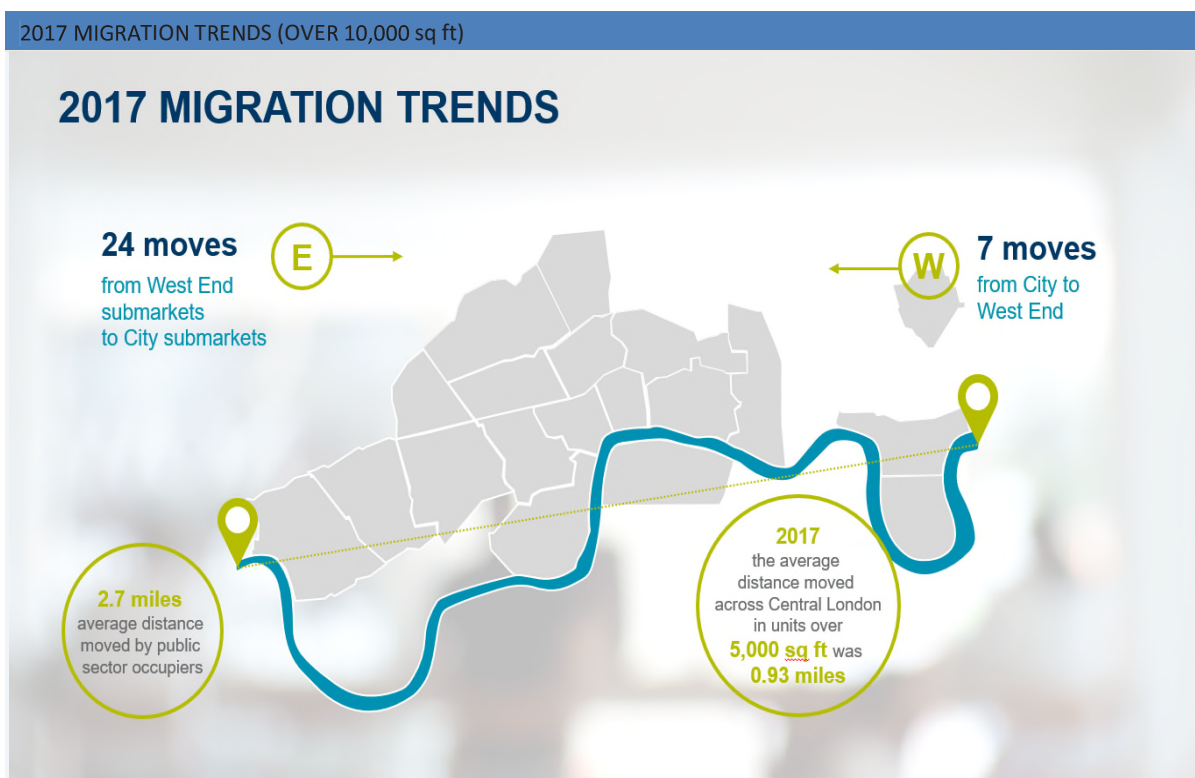 2017 MIGRATION TRENDS (OVER 10,000 sq ft)
2017 MIGRATION TRENDS
24 moves
from West End
submarkets
to City submarkets
E
W
7 moves
from City to
West End
2.7 miles
average distance
moved by public
sector occupiers
2017
the average
distance moved
across Central London
in units over
5,000 sq ft was
0.93 miles